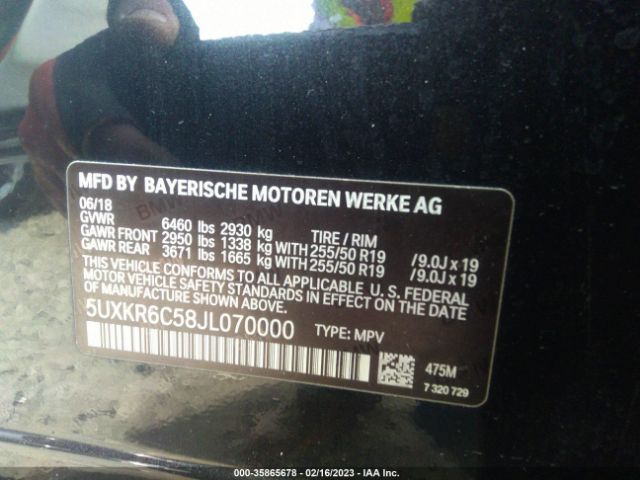 MFD BY BAYERISCHE MOTOREN WERKE AG
06/18
GVWR 6460 lbs 2930 kg TIRE / RIM
GAWR FRONT 2950 lbs 1338 kg WITH 255/50 R19 /9.0J x 19
GAWR REAR 3671 lbs 1665 kg WITH 255/50 R19 /9.0J x 19
THIS VEHICLE CONFORMS TO ALL APPLICABLE U.S. FEDERAL
MOTOR VEHICLE SAFETY STANDARDS IN EFFECT ON THE DATE
OF MANUFACTURE SHOWN ABOVE.
5UXKR6C58JL070000 TYPE: MPV
475M
7 320 729
000-35865678 - 02/16/2023 - IAA Inc.